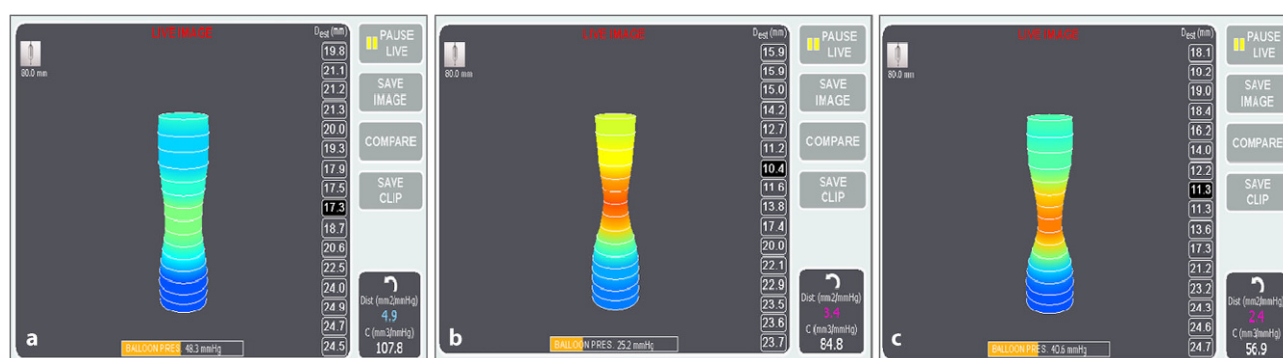 LIVE IMAGE
80.0 mm
Dest (mm)
19.8
21.1
21.2
21.3
20.0
19.3
17.9
17.5
17.3
18.7
20.6
22.5
24.0
24.9
24.7
24.5
PAUSE
LIVE
SAVE
IMAGE
COMPARE
SAVE
CLIP
Dist (mm2/mmHg)
4.9
C (mm3/mmHg)
107.8
BALLOON PRES. 48.3 mmHg
a
LIVE IMAGE
80.0 mm
Dest (mm)
15.9
15.9
15.0
14.2
12.7
11.2
10.4
11.6
13.8
17.4
20.0
22.1
22.9
23.5
23.6
23.7
PAUSE
LIVE
SAVE
IMAGE
COMPARE
SAVE
CLIP
Dist (mm2/mmHg)
3.4
C (mm3/mmHg)
84.8
BALLOON PRES. 25.2 mmHg
b
LIVE IMAGE
80.0 mm
Dest (mm)
18.1
19.0
18.4
16.2
14.0
12.2
11.3
11.3
13.6
17.3
21.2
23.2
24.3
24.6
24.7
PAUSE
LIVE
SAVE
IMAGE
COMPARE
SAVE
CLIP
Dist (mm2/mmHg)
2.4
C (mm3/mmHg)
56.9
BALLOON PRES. 40.6 mmHg
c